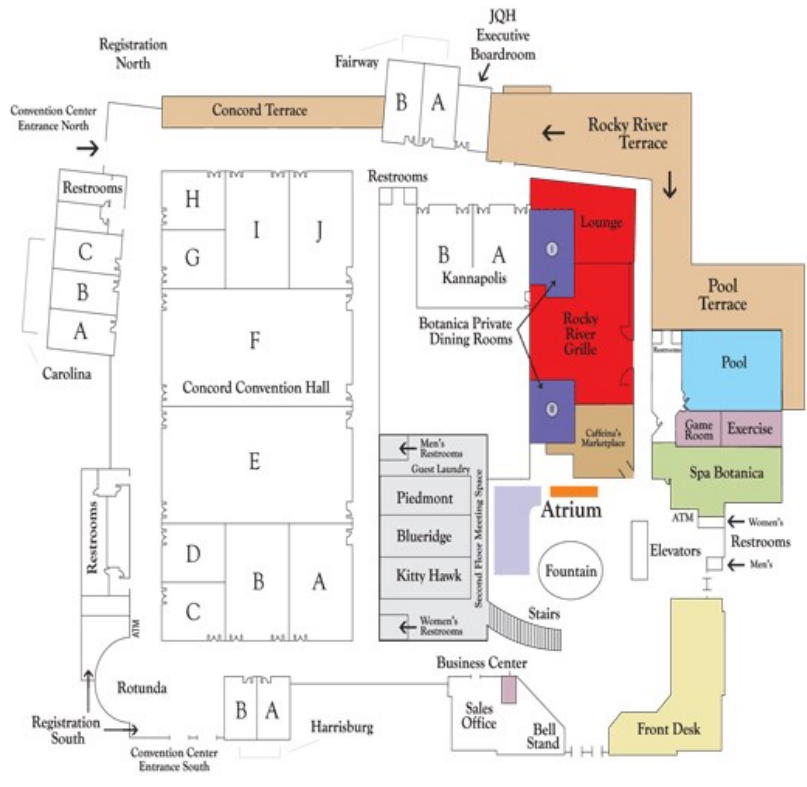 JQH
Executive
Boardroom
Registration
North
Fairway
B
A
Convention Center
Entrance North
Concord Terrace
Rocky River
Terrace
Restrooms
Restrooms
H
I
J
G
Lounge
B
A
Kannapolis
C
B
A
Carolina
Pool
Terrace
Botanica Private
Dining Rooms
Rocky
River
Grille
F
Concord Convention Hall
Restrooms
Pool
Game
Room
Exercise
Caffeina's
Marketplace
Men's
Restrooms
Guest Laundry
E
Spa Botanica
Piedmont
Blueridge
Kitty Hawk
Second Floor Meeting Space
Women's
Restrooms
Restrooms
Atrium
ATM
Women's
Restrooms
Men's
Elevators
Fountain
D
B
A
C
Stairs
ATM
Rotunda
Business Center
Registration
South
B
A
Harrisburg
Sales
Office
Bell
Stand
Front Desk
Convention Center
Entrance South